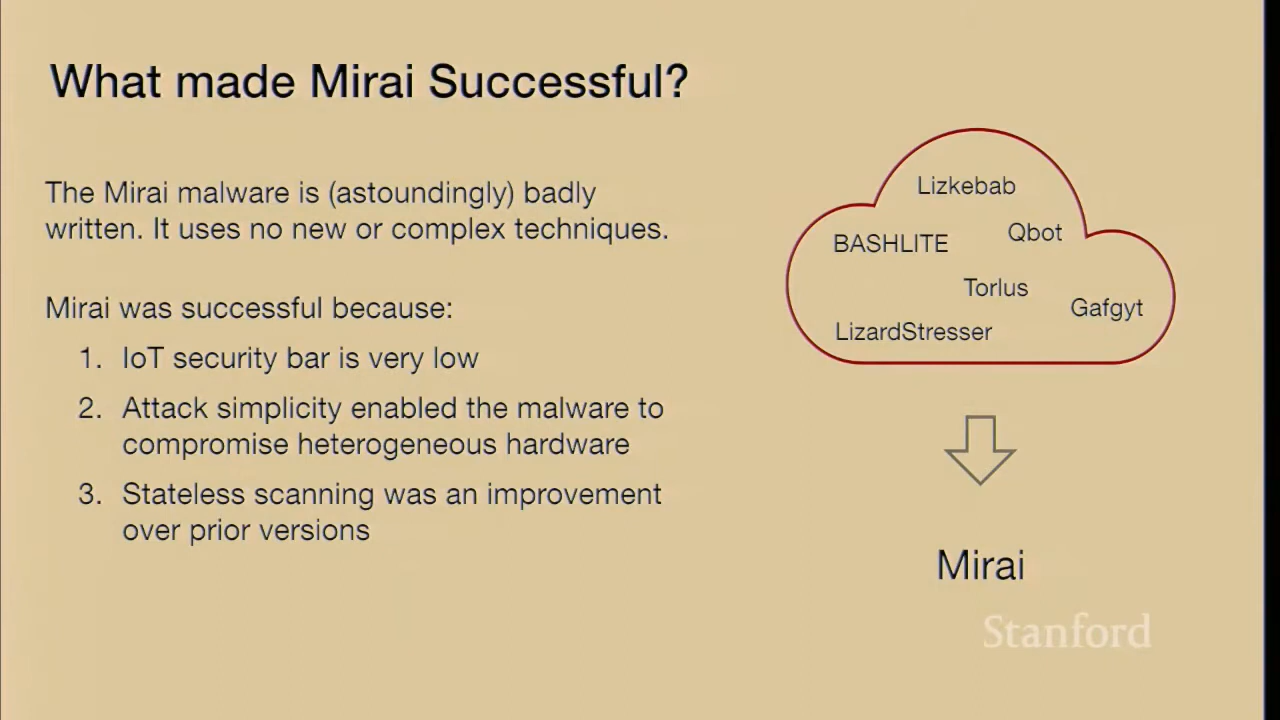 What made Mirai Successful?
The Mirai malware is (astoundingly) badly
written. It uses no new or complex techniques.
Mirai was successful because:
1. IoT security bar is very low
2. Attack simplicity enabled the malware to
compromise heterogeneous hardware
3. Stateless scanning was an improvement
over prior versions
Lizkebab
BASHLITE
Qbot
Torlus
Gafgyt
LizardStresser
Mirai
Stanford